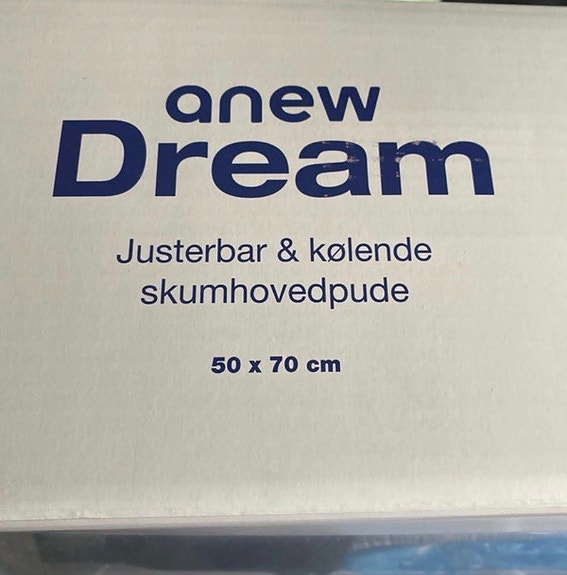 anew
Dream
Justerbar & kølende
skumhovedpude
50 x 70 cm